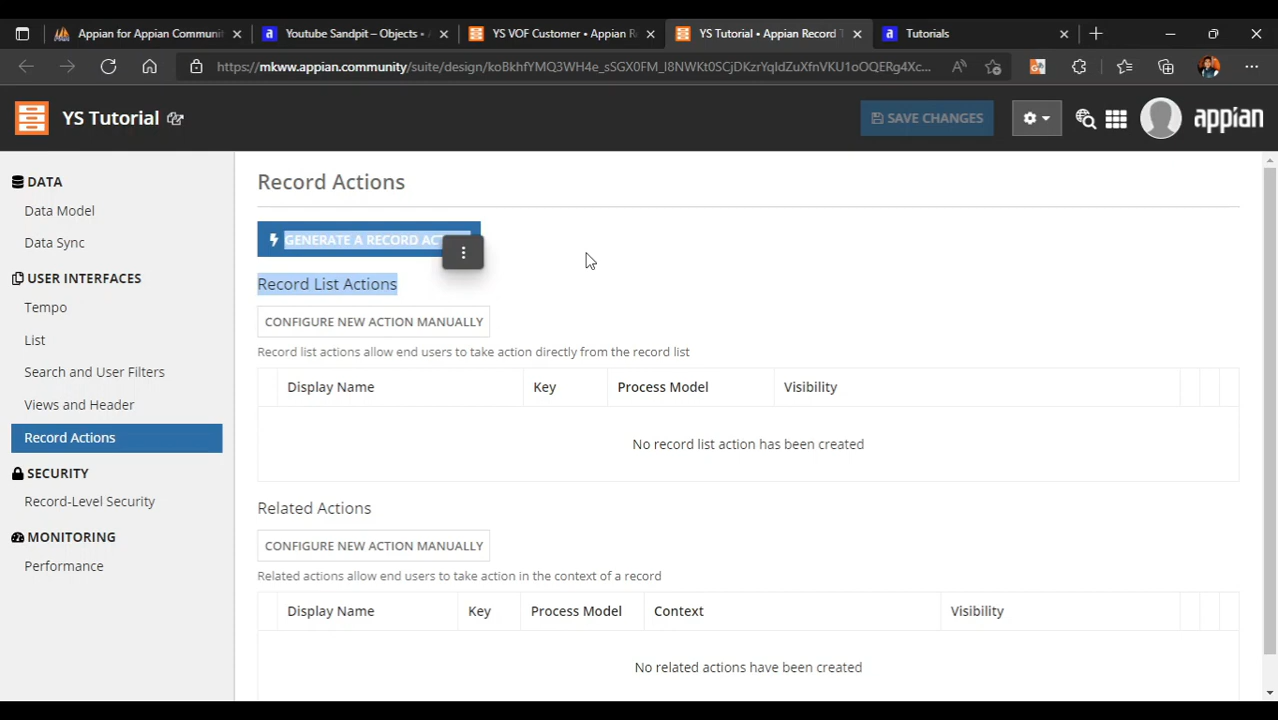 Appian for Appian Communit
Youtube Sandpit – Objects • A
YS VOF Customer • Appian R
YS Tutorial • Appian Record T
Tutorials
https://mkww.appian.community/suite/design/
YS Tutorial
SAVE CHANGES
appian
DATA
Data Model
Data Sync
USER INTERFACES
Tempo
List
Search and User Filters
Views and Header
Record Actions
SECURITY
Record-Level Security
MONITORING
Performance
Record Actions
GENERATE A RECORD ACT
Record List Actions
CONFIGURE NEW ACTION MANUALLY
Record list actions allow end users to take action directly from the record list
Display Name Key Process Model Visibility
No record list action has been created
Related Actions
CONFIGURE NEW ACTION MANUALLY
Related actions allow end users to take action in the context of a record
Display Name Key Process Model Context Visibility
No related actions have been created